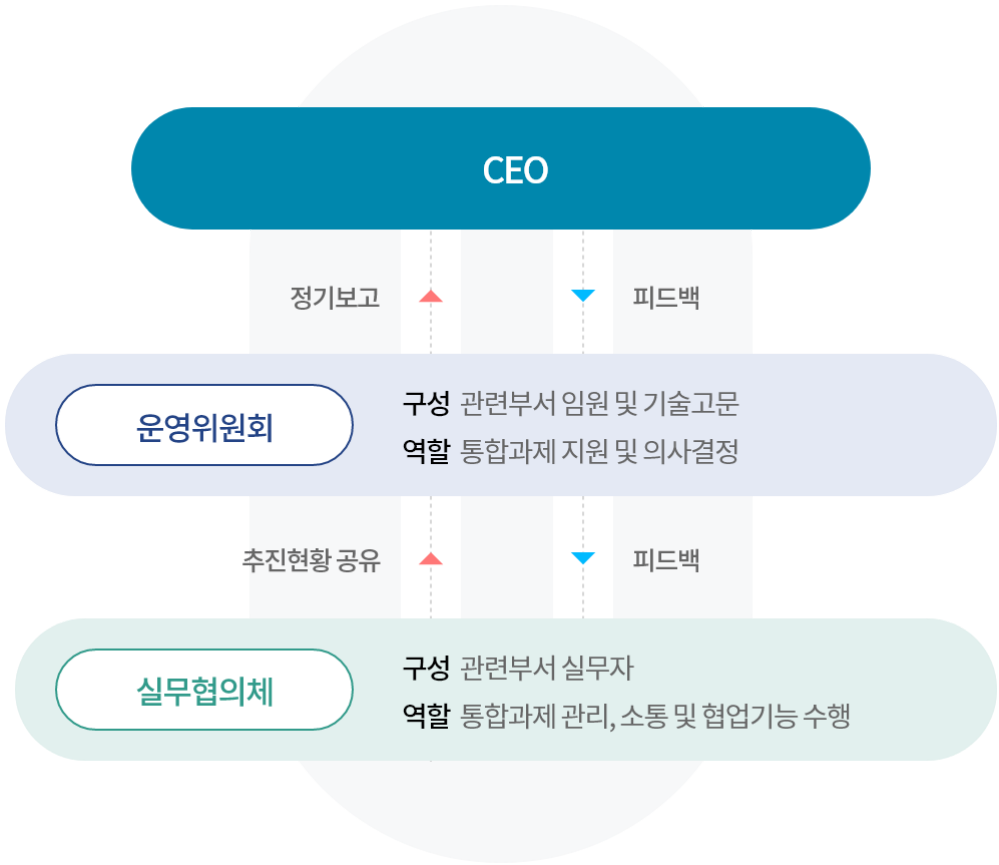 CEO
정기보고
피드백
운영위원회
구성 관련부서 임원 및 기술고문
역할 통합과제 지원 및 의사결정
추진현황 공유
피드백
실무협의체
구성 관련부서 실무자
역할 통합과제 관리, 소통 및 협업기능 수행